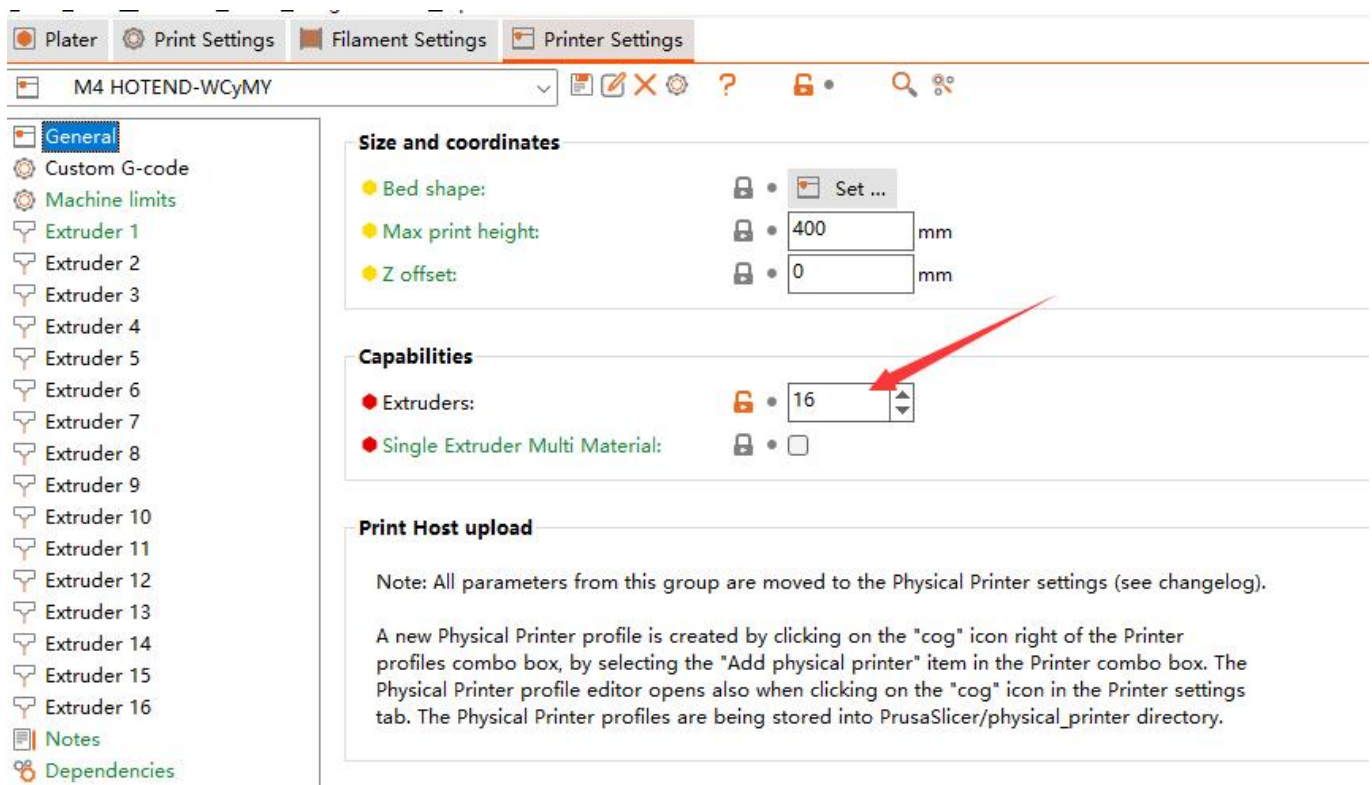 Plater Print Settings Filament Settings Printer Settings
M4 HOTEND-WCyMY ?
General
Custom G-code
Machine limits
Extruder 1
Extruder 2
Extruder 3
Extruder 4
Extruder 5
Extruder 6
Extruder 7
Extruder 8
Extruder 9
Extruder 10
Extruder 11
Extruder 12
Extruder 13
Extruder 14
Extruder 15
Extruder 16
Notes
Dependencies
Size and coordinates
Bed shape: Set ...
Max print height: 400 mm
Z offset: 0 mm
Capabilities
Extruders: 16
Single Extruder Multi Material:
Print Host upload
Note: All parameters from this group are moved to the Physical Printer settings (see changelog).
A new Physical Printer profile is created by clicking on the "cog" icon right of the Printer
profiles combo box, by selecting the "Add physical printer" item in the Printer combo box. The
Physical Printer profile editor opens also when clicking on the "cog" icon in the Printer settings
tab. The Physical Printer profiles are being stored into PrusaSlicer/physical_printer directory.